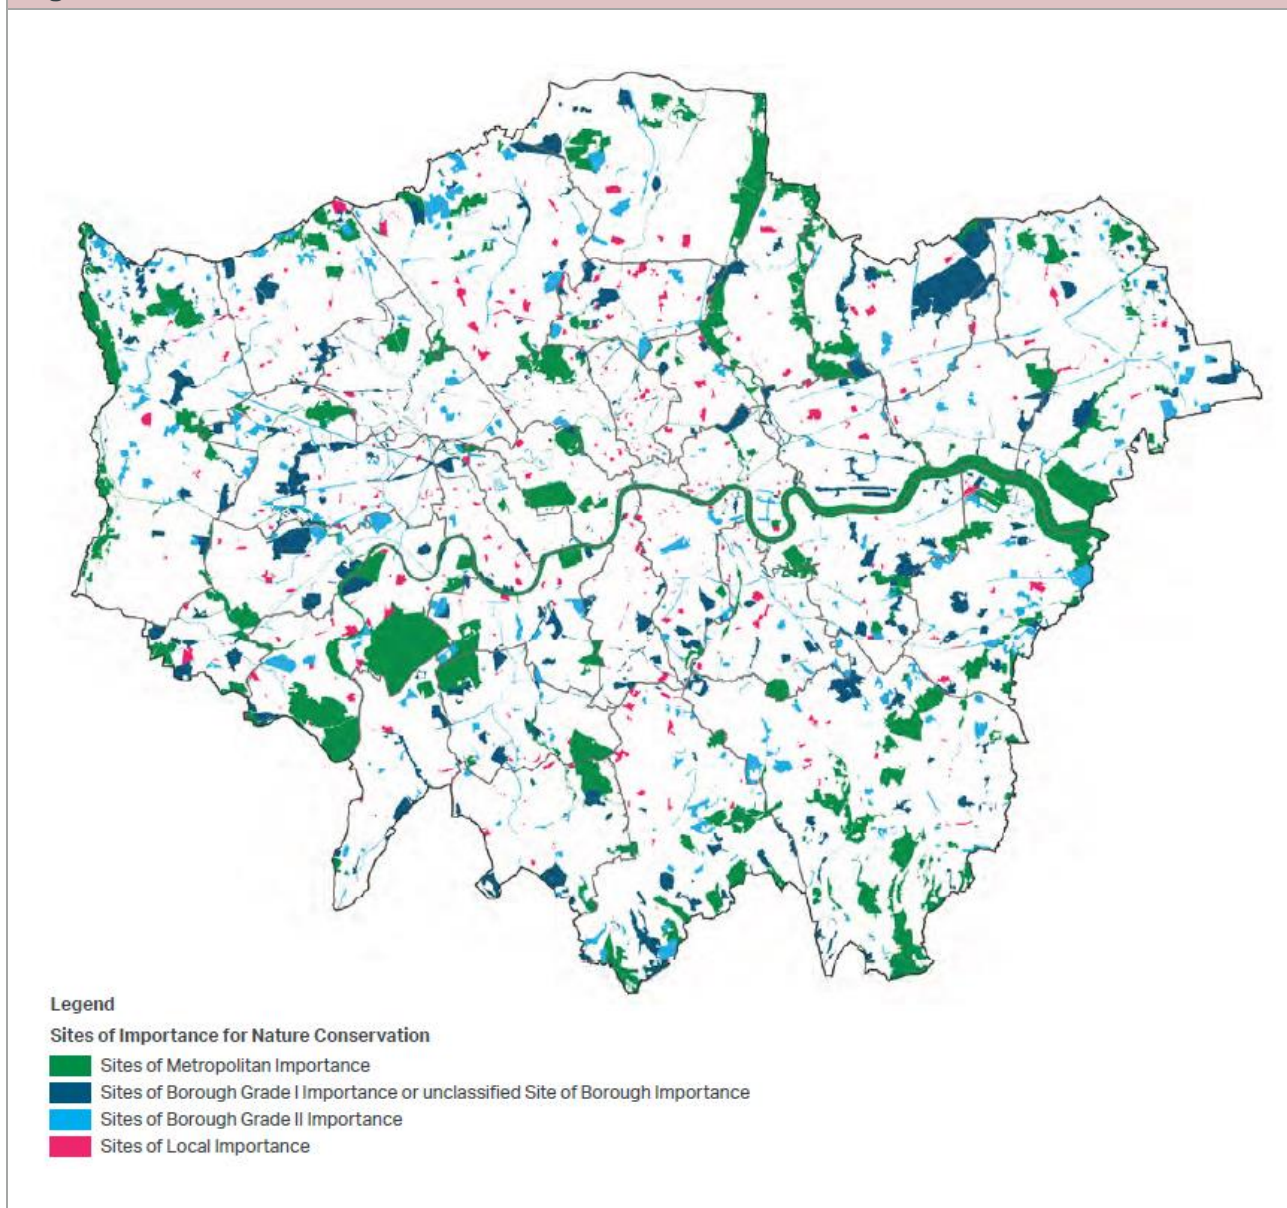 Legend
Sites of Importance for Nature Conservation
Sites of Metropolitan Importance
Sites of Borough Grade I Importance or unclassified Site of Borough Importance
Sites of Borough Grade II Importance
Sites of Local Importance